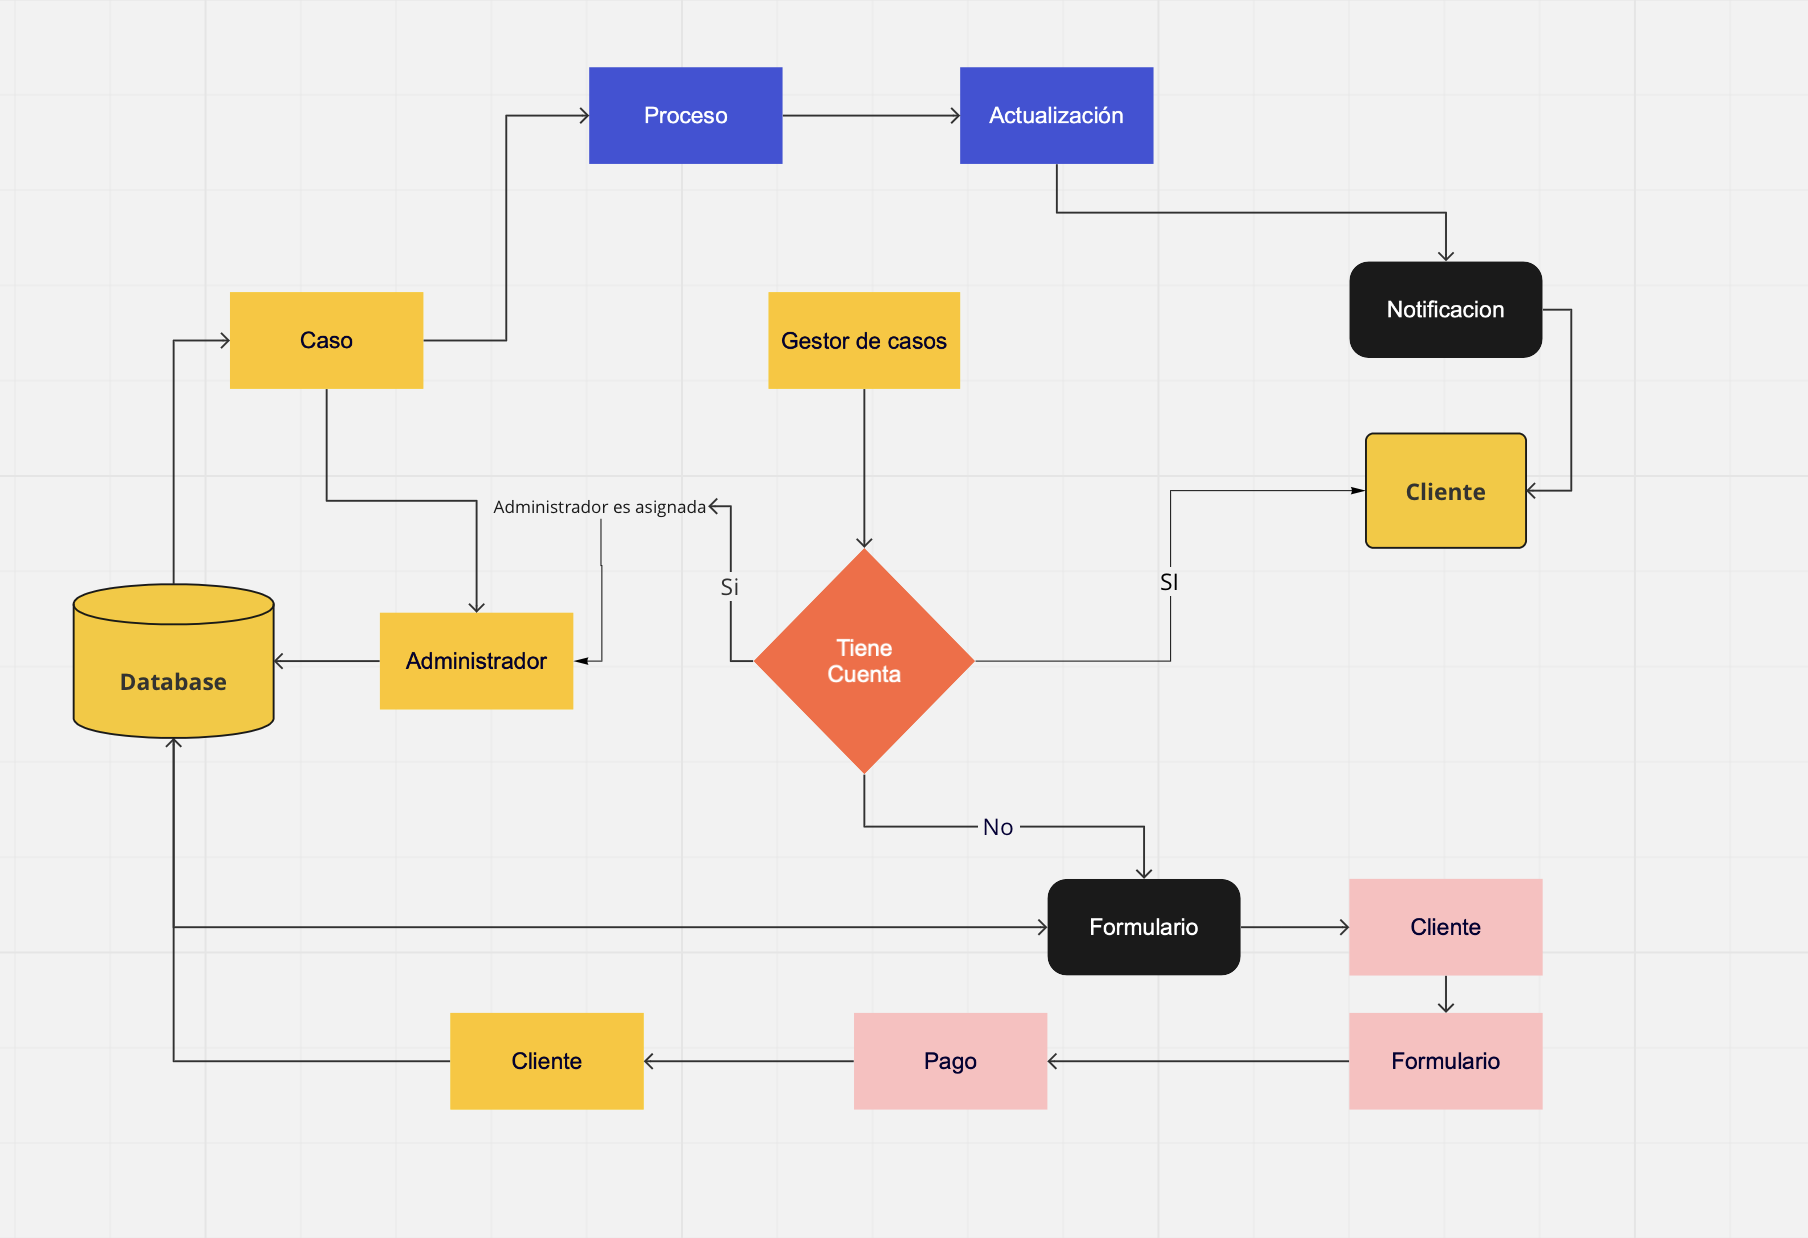 Proceso
Actualización
Notificacion
Caso
Gestor de casos
Cliente
Administrador es asignada
Si
SI
Tiene
Cuenta
Administrador
Database
No
Formulario
Cliente
Cliente
Pago
Formulario